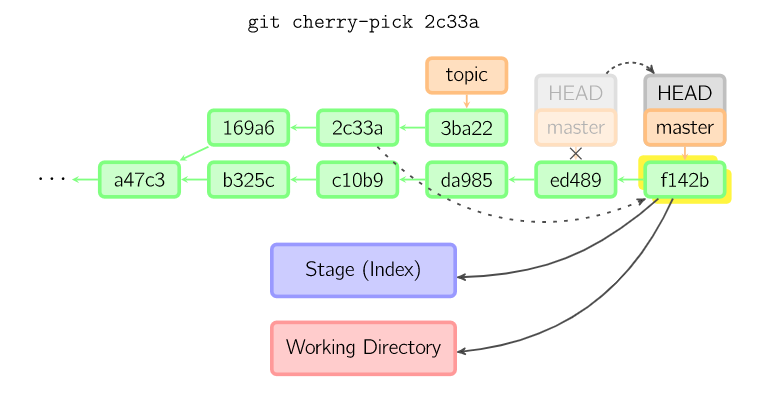 git cherry-pick 2c33a
topic
HEAD
HEAD
master
master
169a6
2c33a
3ba22
... a47c3
b325c
c10b9
da985
ed489
f142b
Stage (Index)
Working Directory